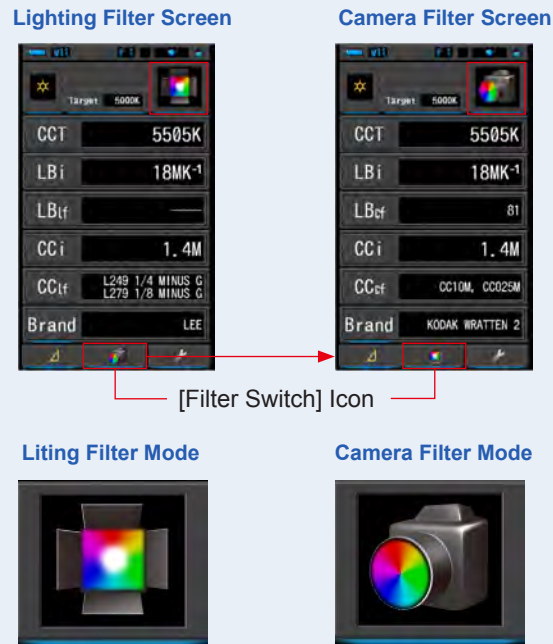 Lighting Filter Screen
Camera Filter Screen
Target 5000K
CCT 5505K
LBi 18MK-1
LBlf ——
CCi 1.4M
CClf L249 1/4 MINUS G
L279 1/8 MINUS G
Brand LEE
Target 5000K
CCT 5505K
LBi 18MK-1
LBcf 81
CCi 1.4M
CCcf CC10M, CC025M
Brand KODAK WRATTEN 2
[Filter Switch] Icon
Liting Filter Mode
Camera Filter Mode